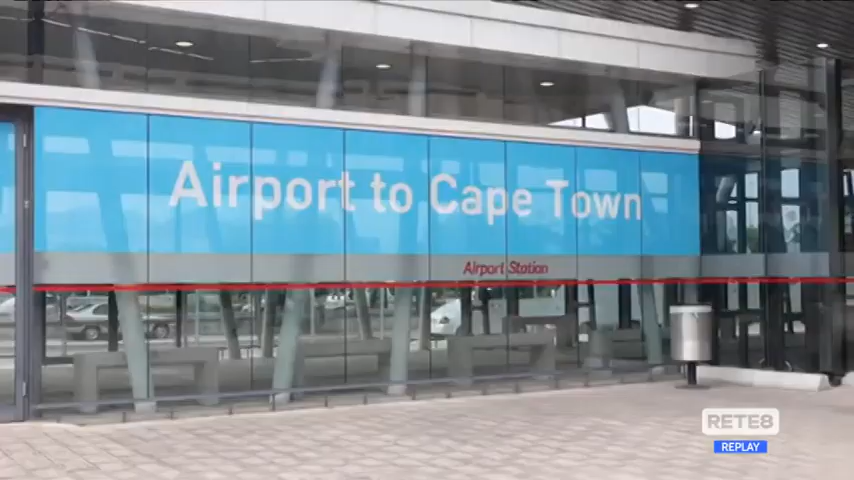 Airport to Cape Town
Airport Station
RETE8
REPLAY